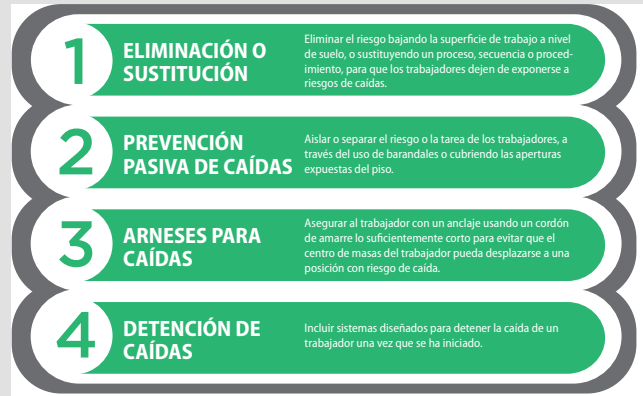 1
ELIMINACIÓN O
SUSTITUCIÓN
Eliminar el riesgo bajando la superficie de trabajo a nivel
de suelo, o sustituyendo un proceso, secuencia o proced-
imiento, para que los trabajadores dejen de exponerse a
riesgos de caídas.
2
PREVENCIÓN
PASIVA DE CAÍDAS
Aislar o separar el riesgo o la tarea de los trabajadores, a
través del uso de barandales o cubriendo las aperturas
expuestas del piso.
3
ARNESES PARA
CAÍDAS
Asegurar al trabajador con un anclaje usando un cordón
de amarre lo suficientemente corto para evitar que el
centro de masas del trabajador pueda desplazarse a una
posición con riesgo de caída.
4
DETENCIÓN DE
CAÍDAS
Incluir sistemas diseñados para detener la caída de un
trabajador una vez que se ha iniciado.